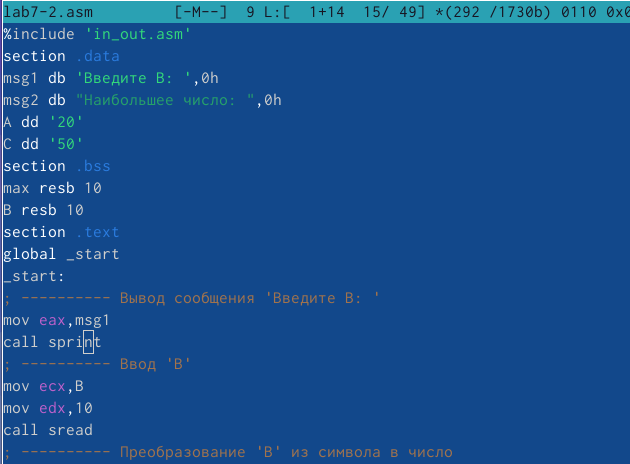 lab7-2.asm [-M--] 9 L:[ 1+14 15/ 49] *(292 /1730b) 0110 0x0
%include 'in_out.asm'
section .data
msg1 db 'Введите B: ',0h
msg2 db "Наибольшее число: ",0h
A dd '20'
C dd '50'
section .bss
max resb 10
B resb 10
section .text
global _start
_start:
; ---------- Вывод сообщения 'Введите B: '
mov eax,msg1
call sprint
; ---------- Ввод 'B'
mov ecx,B
mov edx,10
call sread
; ---------- Преобразование 'B' из символа в число